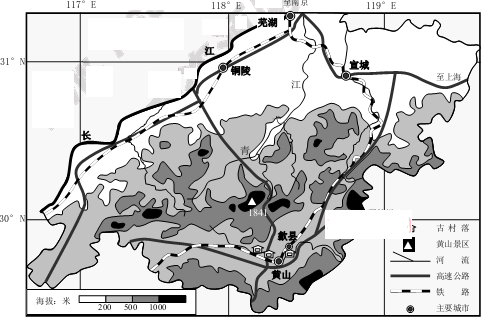 117°E 118°E 至南京 119°E
芜湖
31°N
江
铜陵
宣城
至上海
江
长
青
30°N
1841
歙县
黄山
古村落
黄山景区
河流
高速公路
铁路
主要城市
海拔：米
200 500 1000